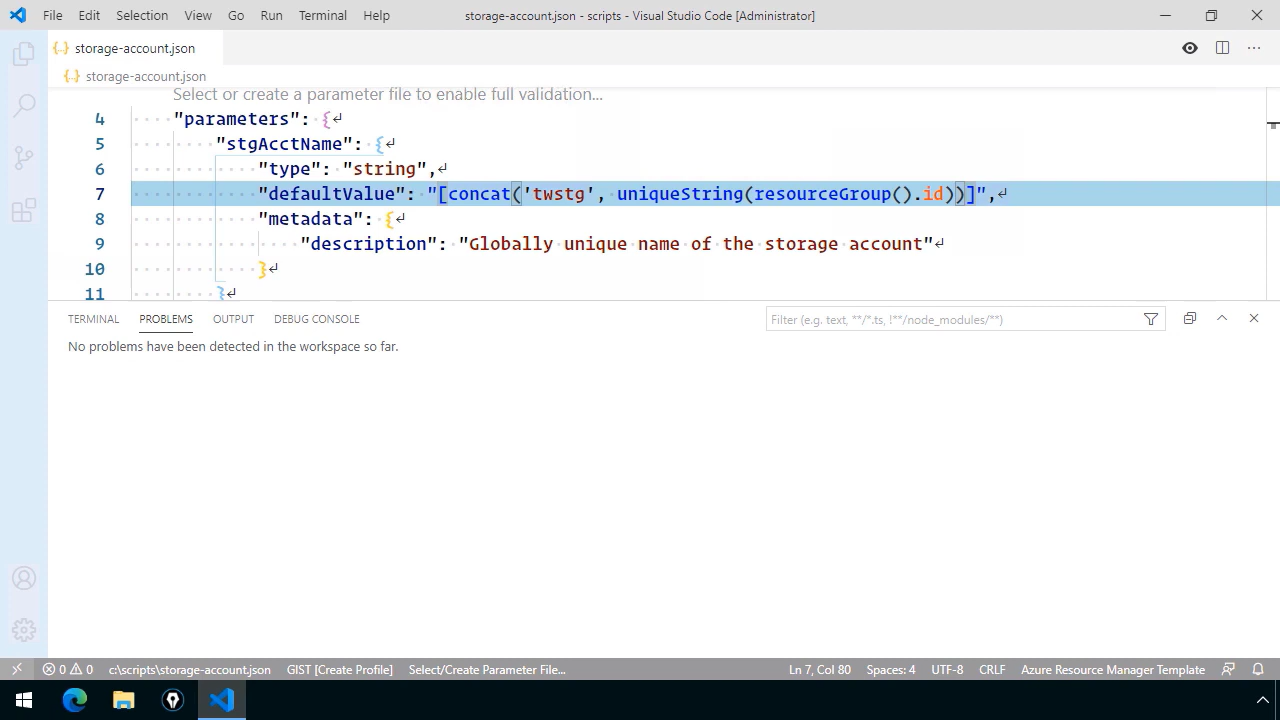 File Edit Selection View Go Run Terminal Help storage-account.json - scripts - Visual Studio Code [Administrator]
{..} storage-account.json
{..} storage-account.json
Select or create a parameter file to enable full validation...
4 "parameters": {
5 "stgAcctName": {
6 "type": "string",
7 "defaultValue": "[concat('twstg', uniqueString(resourceGroup().id))]",
8 "metadata": {
9 "description": "Globally unique name of the storage account"
10 }
11 }
TERMINAL PROBLEMS OUTPUT DEBUG CONSOLE Filter (e.g. text, **/*.ts, !**/node_modules/**)
No problems have been detected in the workspace so far.
0 0 c:\scripts\storage-account.json GIST [Create Profile] Select/Create Parameter File... Ln 7, Col 80 Spaces: 4 UTF-8 CRLF Azure Resource Manager Template